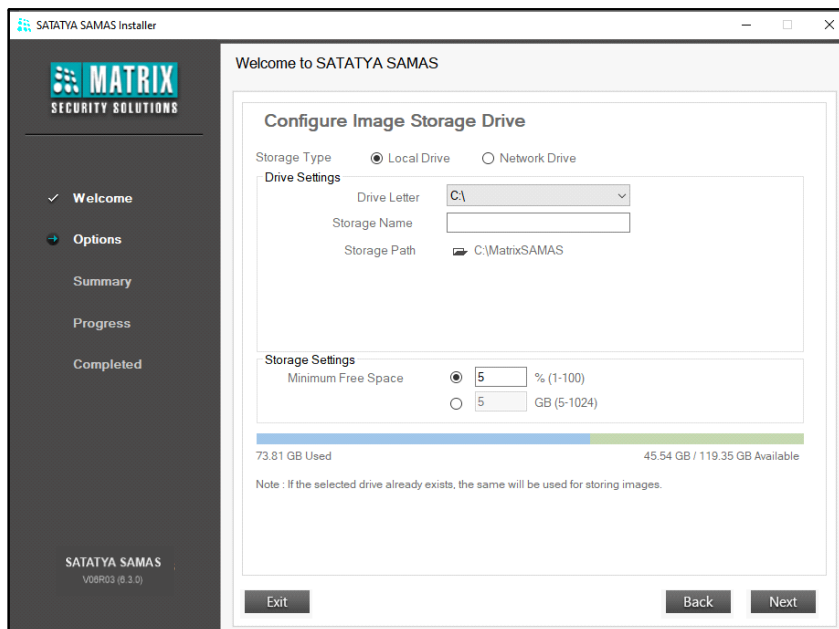 SATATYA SAMAS Installer
MATRIX
SECURITY SOLUTIONS
Welcome
Options
Summary
Progress
Completed
SATATYA SAMAS
V06R03 (6.3.0)
Welcome to SATATYA SAMAS
Configure Image Storage Drive
Storage Type Local Drive Network Drive
Drive Settings
Drive Letter C:\
Storage Name
Storage Path C:\MatrixSAMAS
Storage Settings
Minimum Free Space 5 % (1-100)
5 GB (5-1024)
73.81 GB Used 45.54 GB / 119.35 GB Available
Note : If the selected drive already exists, the same will be used for storing images.
Exit Back Next